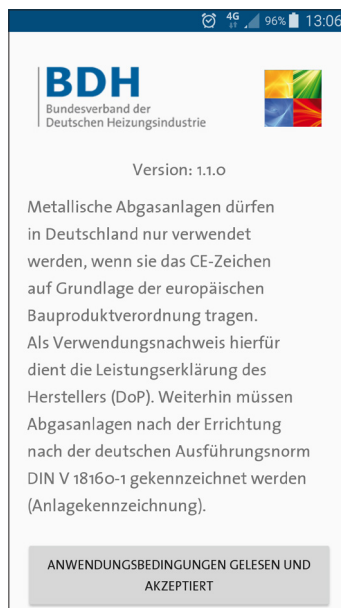 4G 96% 13:06
BDH
Bundesverband der
Deutschen Heizungsindustrie
Version: 1.1.0
Metallische Abgasanlagen dürfen
in Deutschland nur verwendet
werden, wenn sie das CE-Zeichen
auf Grundlage der europäischen
Bauproduktverordnung tragen.
Als Verwendungsnachweis hierfür
dient die Leistungserklärung des
Herstellers (DoP). Weiterhin müssen
Abgasanlagen nach der Errichtung
nach der deutschen Ausführungsnorm
DIN V 18160-1 gekennzeichnet werden
(Anlagekennzeichnung).
ANWENDUNGSBEDINGUNGEN GELESEN UND
AKZEPTIERT